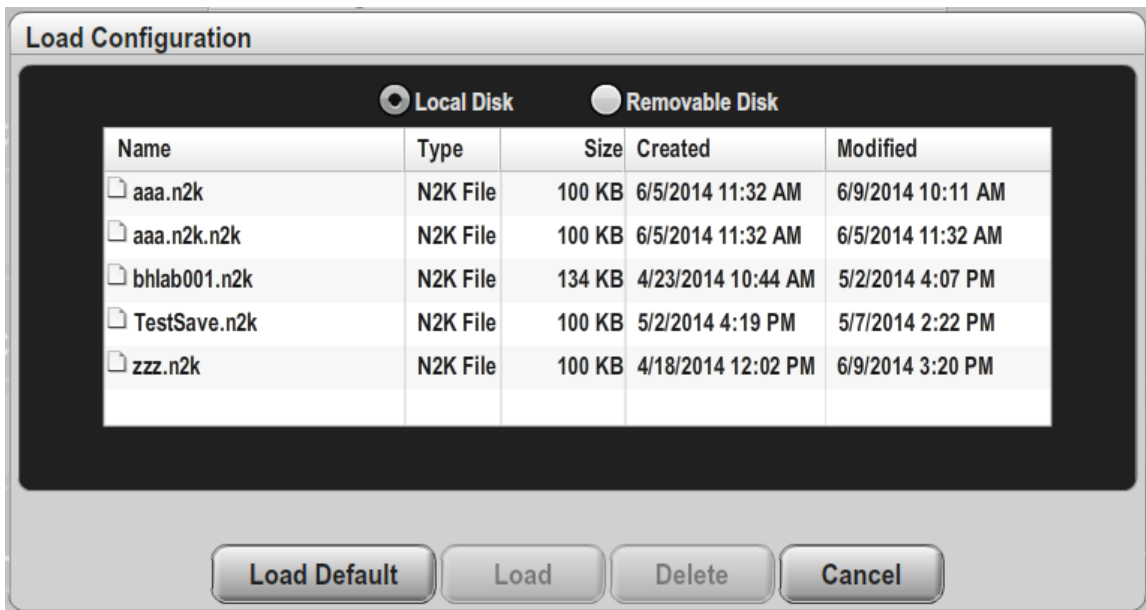 Load Configuration
Local Disk Removable Disk
Name Type Size Created Modified
aaa.n2k N2K File 100 KB 6/5/2014 11:32 AM 6/9/2014 10:11 AM
aaa.n2k.n2k N2K File 100 KB 6/5/2014 11:32 AM 6/5/2014 11:32 AM
bhlab001.n2k N2K File 134 KB 4/23/2014 10:44 AM 5/2/2014 4:07 PM
TestSave.n2k N2K File 100 KB 5/2/2014 4:19 PM 5/7/2014 2:22 PM
zzz.n2k N2K File 100 KB 4/18/2014 12:02 PM 6/9/2014 3:20 PM
Load Default Load Delete Cancel